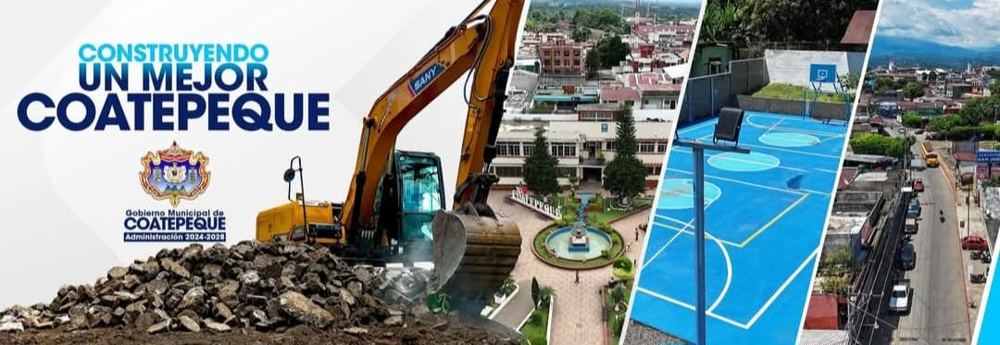 CONSTRUYENDO
UN MEJOR
COATEPEQUE
Gobierno Municipal de
COATEPEQUE
Administración 2024-2028
SANY
COATEPEQUE